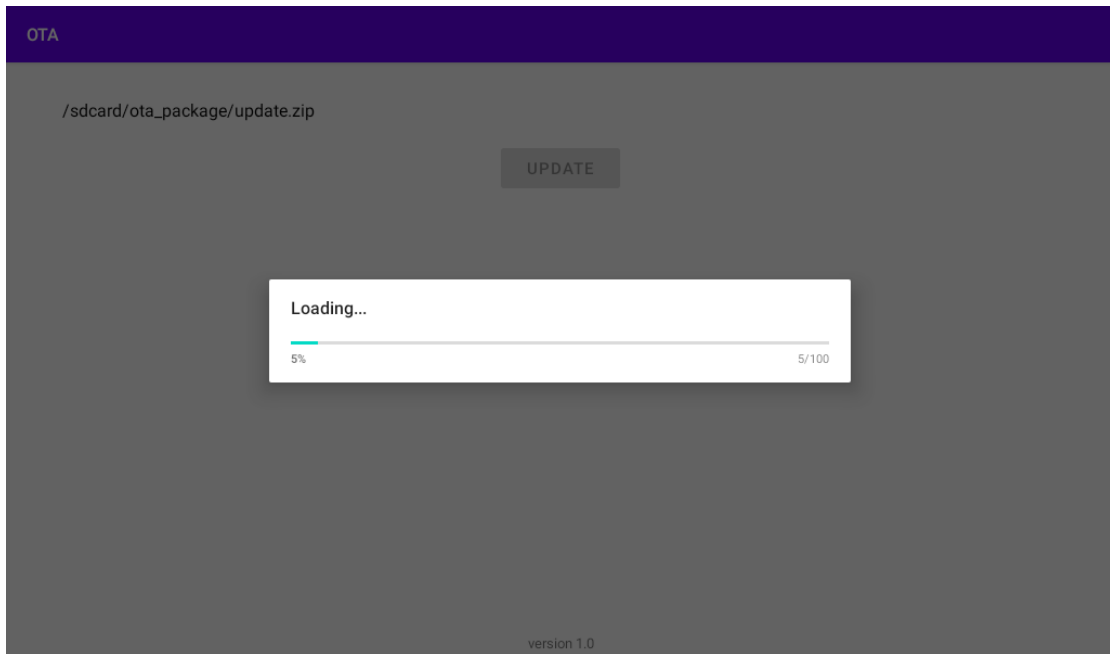 OTA
/sdcard/ota_package/update.zip
UPDATE
Loading...
5% 5/100
version 1.0